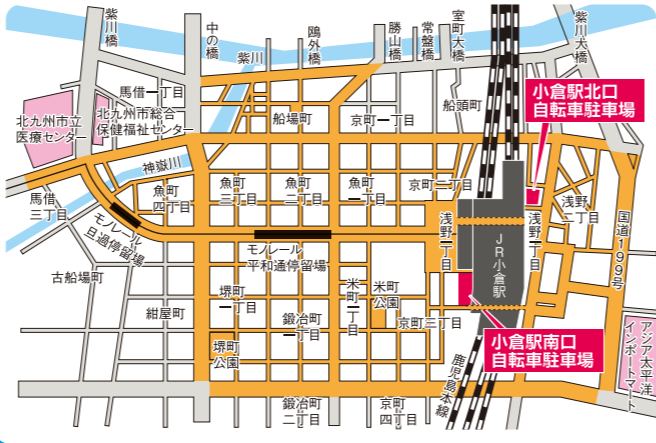 紫川橋
中の橋
紫川
鴎外橋
勝山橋
常盤橋
室町大橋
紫川大橋
馬借一丁目
北九州市立
医療センター
北九州市総合
保健福祉センター
船場町
京町一丁目
船頭町
小倉駅北口
自転車駐車場
神嶽川
馬借
三丁目
魚町
四丁目
魚町
三丁目
魚町
二丁目
魚町
一丁目
京町二丁目
浅野
二丁目
浅野一丁目
浅野一丁目
JR小倉駅
国道199号
モノレール
旦過停留場
モノレール
平和通停留場
古船場町
紺屋町
堺町
一丁目
鍛冶町
一丁目
米町一丁目
米町
公園
京町三丁目
小倉駅南口
自転車駐車場
堺町
公園
鹿児島本線
アジア太平洋
インポートマート
鍛冶町
二丁目
京町
四丁目